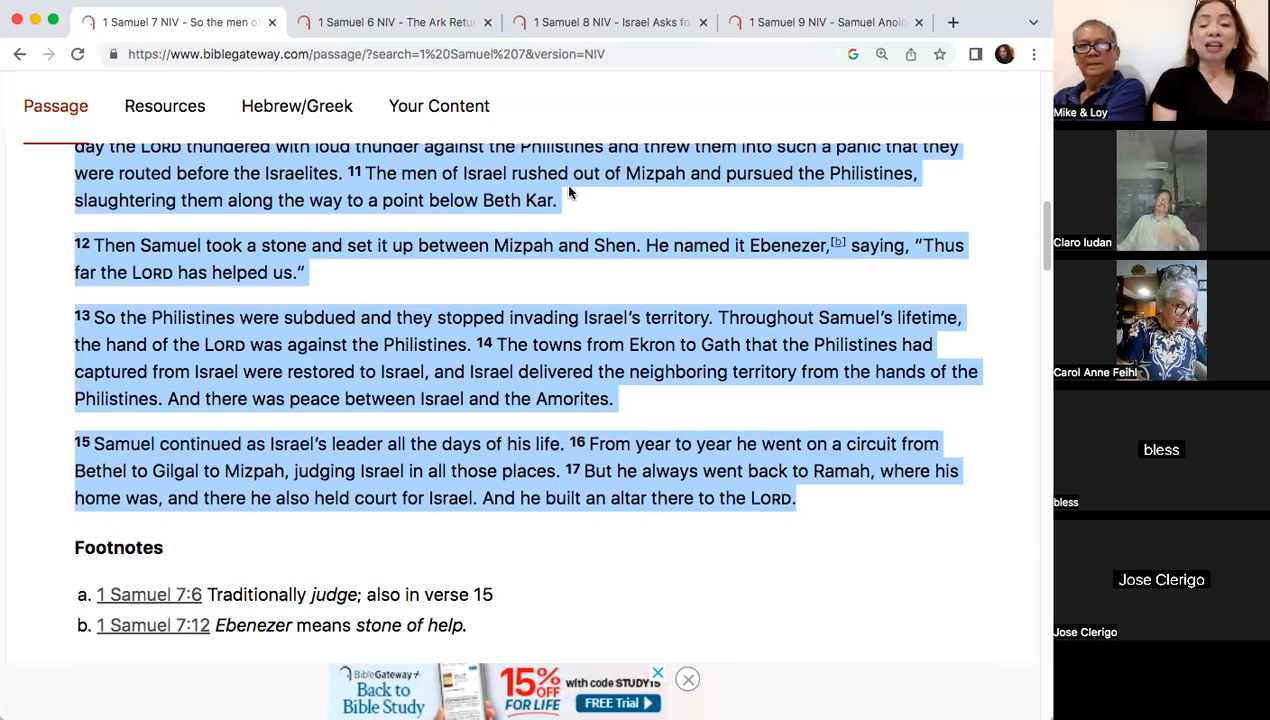 1 Samuel 7 NIV - So the men o
1 Samuel 6 NIV - The Ark Retu
1 Samuel 8 NIV - Israel Asks fo
1 Samuel 9 NIV - Samuel Anoin
https://www.biblegateway.com/passage/?search=1%20Samuel%207&version=NIV
Passage Resources Hebrew/Greek Your Content
day the LORD thundered with loud thunder against the Philistines and threw them into such a panic that they
were routed before the Israelites. 11 The men of Israel rushed out of Mizpah and pursued the Philistines,
slaughtering them along the way to a point below Beth Kar.
12 Then Samuel took a stone and set it up between Mizpah and Shen. He named it Ebenezer,[b] saying, “Thus
far the LORD has helped us.”
13 So the Philistines were subdued and they stopped invading Israel’s territory. Throughout Samuel’s lifetime,
the hand of the LORD was against the Philistines. 14 The towns from Ekron to Gath that the Philistines had
captured from Israel were restored to Israel, and Israel delivered the neighboring territory from the hands of the
Philistines. And there was peace between Israel and the Amorites.
15 Samuel continued as Israel’s leader all the days of his life. 16 From year to year he went on a circuit from
Bethel to Gilgal to Mizpah, judging Israel in all those places. 17 But he always went back to Ramah, where his
home was, and there he also held court for Israel. And he built an altar there to the LORD.
Footnotes
a. 1 Samuel 7:6 Traditionally judge; also in verse 15
b. 1 Samuel 7:12 Ebenezer means stone of help.
BibleGateway+
Back to
Bible Study
15% OFF
FOR LIFE
with code STUDY15
FREE Trial
Mike & Loy
Claro ludan
Carol Anne Feihl
bless
bless
Jose Clerigo
Jose Clerigo